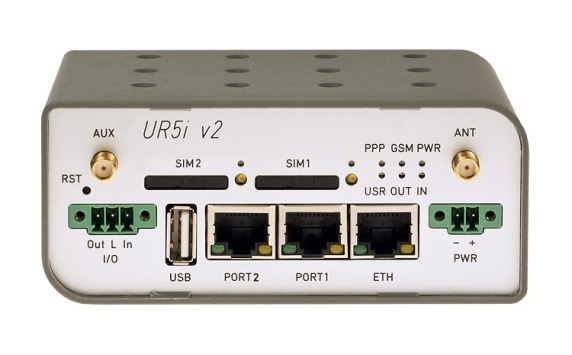 UR5i v2
AUX
SIM2
SIM1
PPP GSM PWR
ANT
RST
USR OUT IN
Out L In
I/O
USB
PORT2
PORT1
ETH
− +
PWR